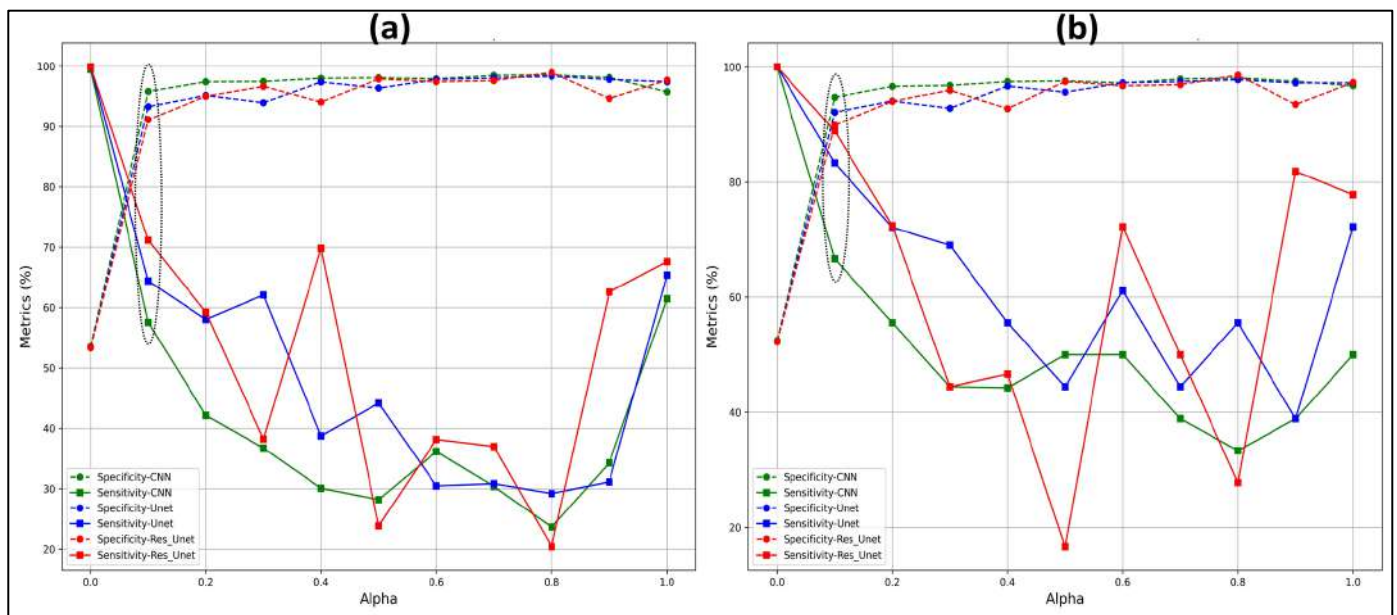 (a)
100
90
80
70
60
50
40
30
20
Metrics (%)
0.0 0.2 0.4 0.6 0.8 1.0
Alpha
Specificity-CNN
Sensitivity-CNN
Specificity-Unet
Sensitivity-Unet
Specificity-Res_Unet
Sensitivity-Res_Unet
(b)
100
80
60
40
20
Metrics (%)
0.0 0.2 0.4 0.6 0.8 1.0
Alpha
Specificity-CNN
Sensitivity-CNN
Specificity-Unet
Sensitivity-Unet
Specificity-Res_Unet
Sensitivity-Res_Unet